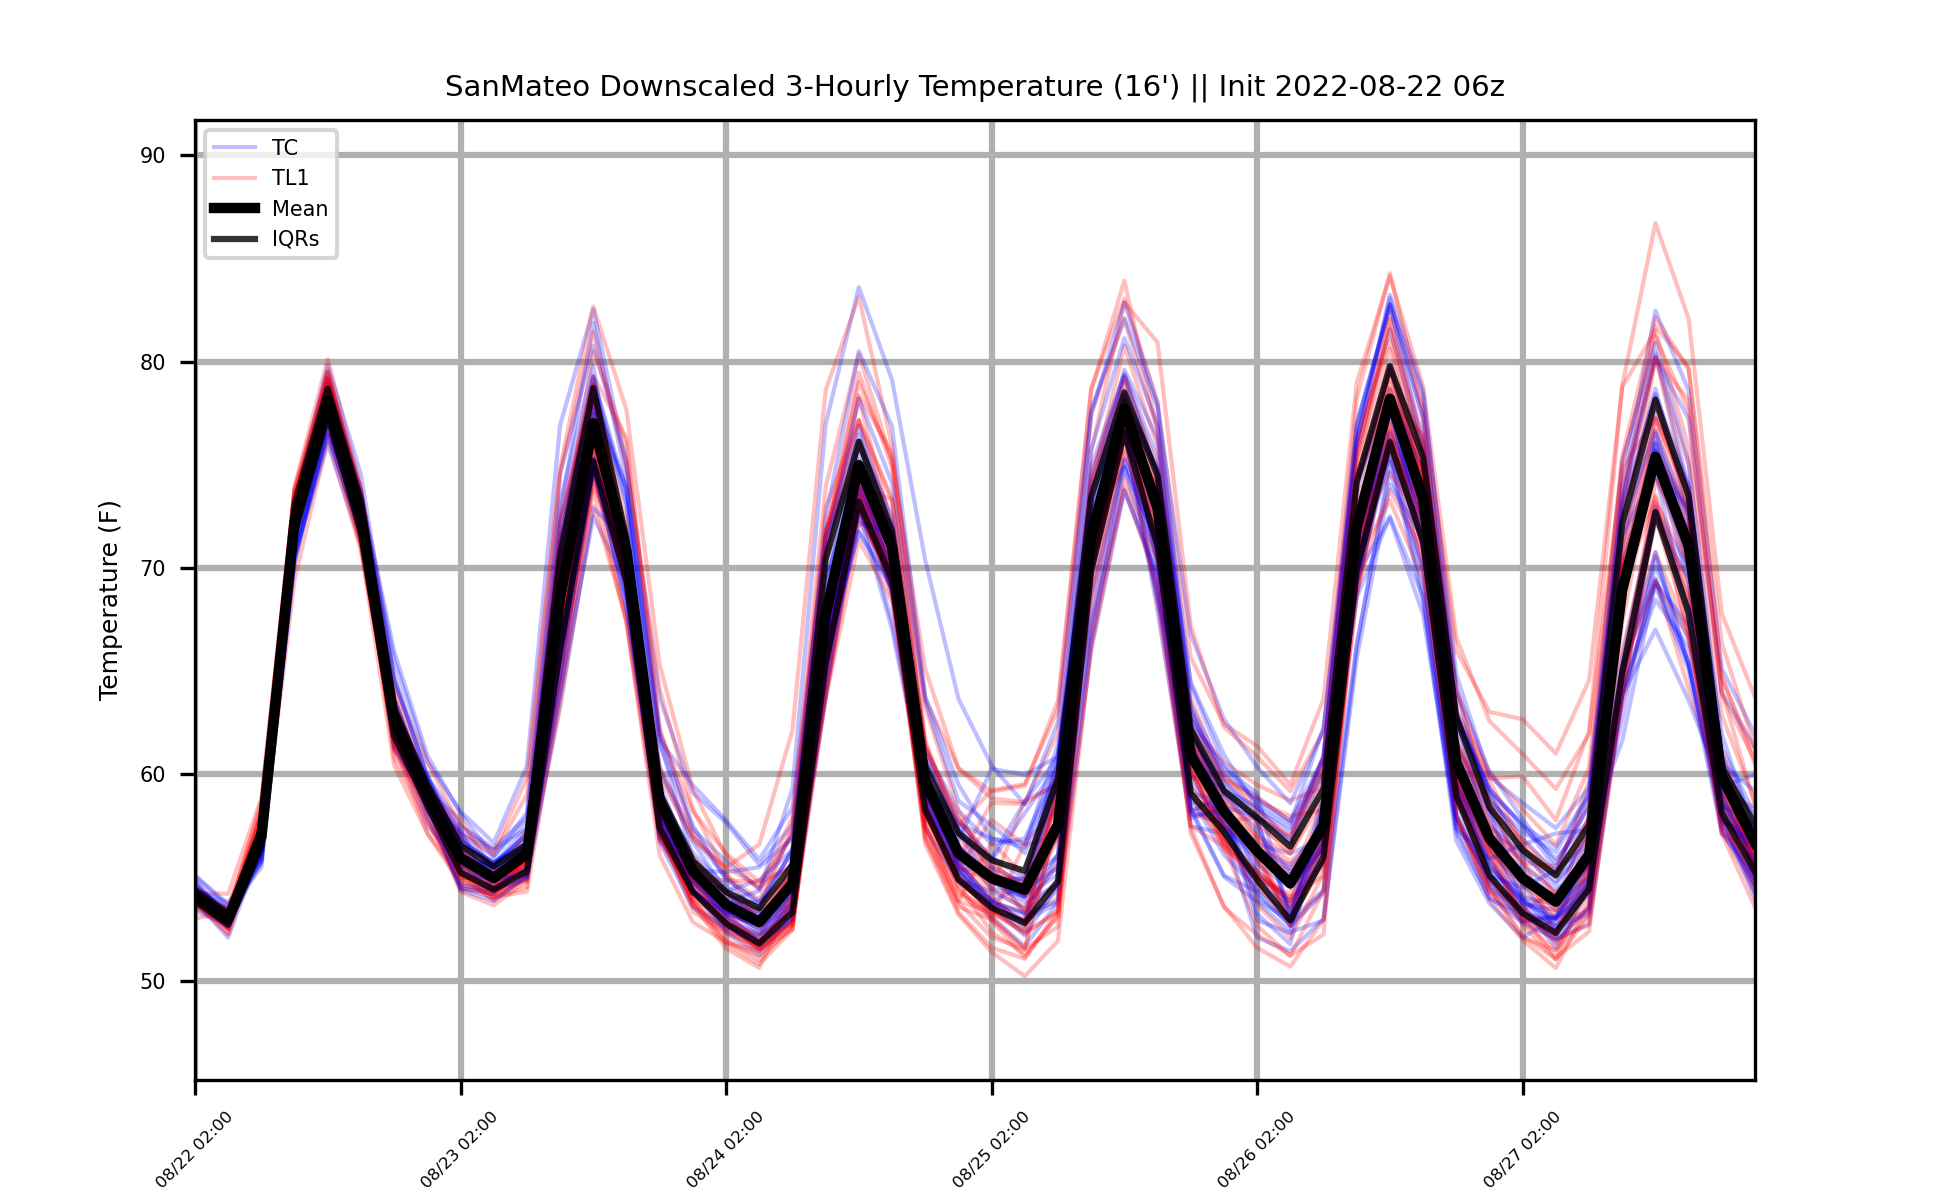 SanMateo Downscaled 3-Hourly Temperature (16') || Init 2022-08-22 06z
TC
TL1
Mean
IQRs
Temperature (F)
90
80
70
60
50
08/22 02:00
08/23 02:00
08/24 02:00
08/25 02:00
08/26 02:00
08/27 02:00